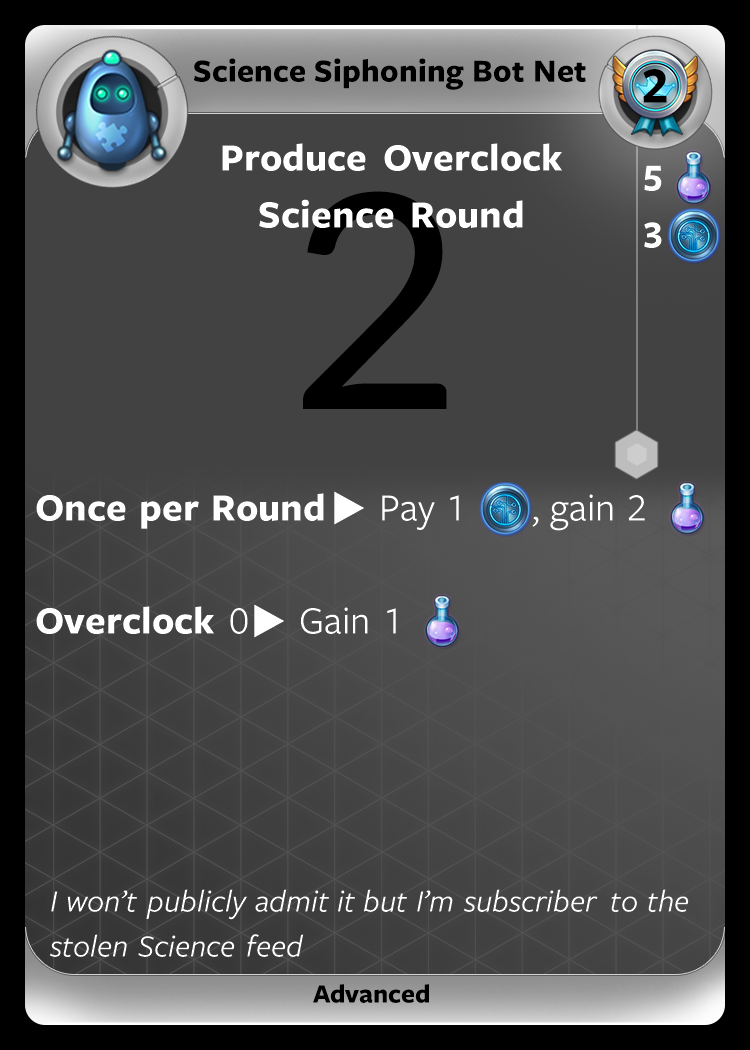 Science Siphoning Bot Net
2
Produce Overclock
Science Round
5
3
2
Once per Round▶ Pay 1 , gain 2
Overclock 0▶ Gain 1
I won't publicly admit it but I'm subscriber to the
stolen Science feed
Advanced